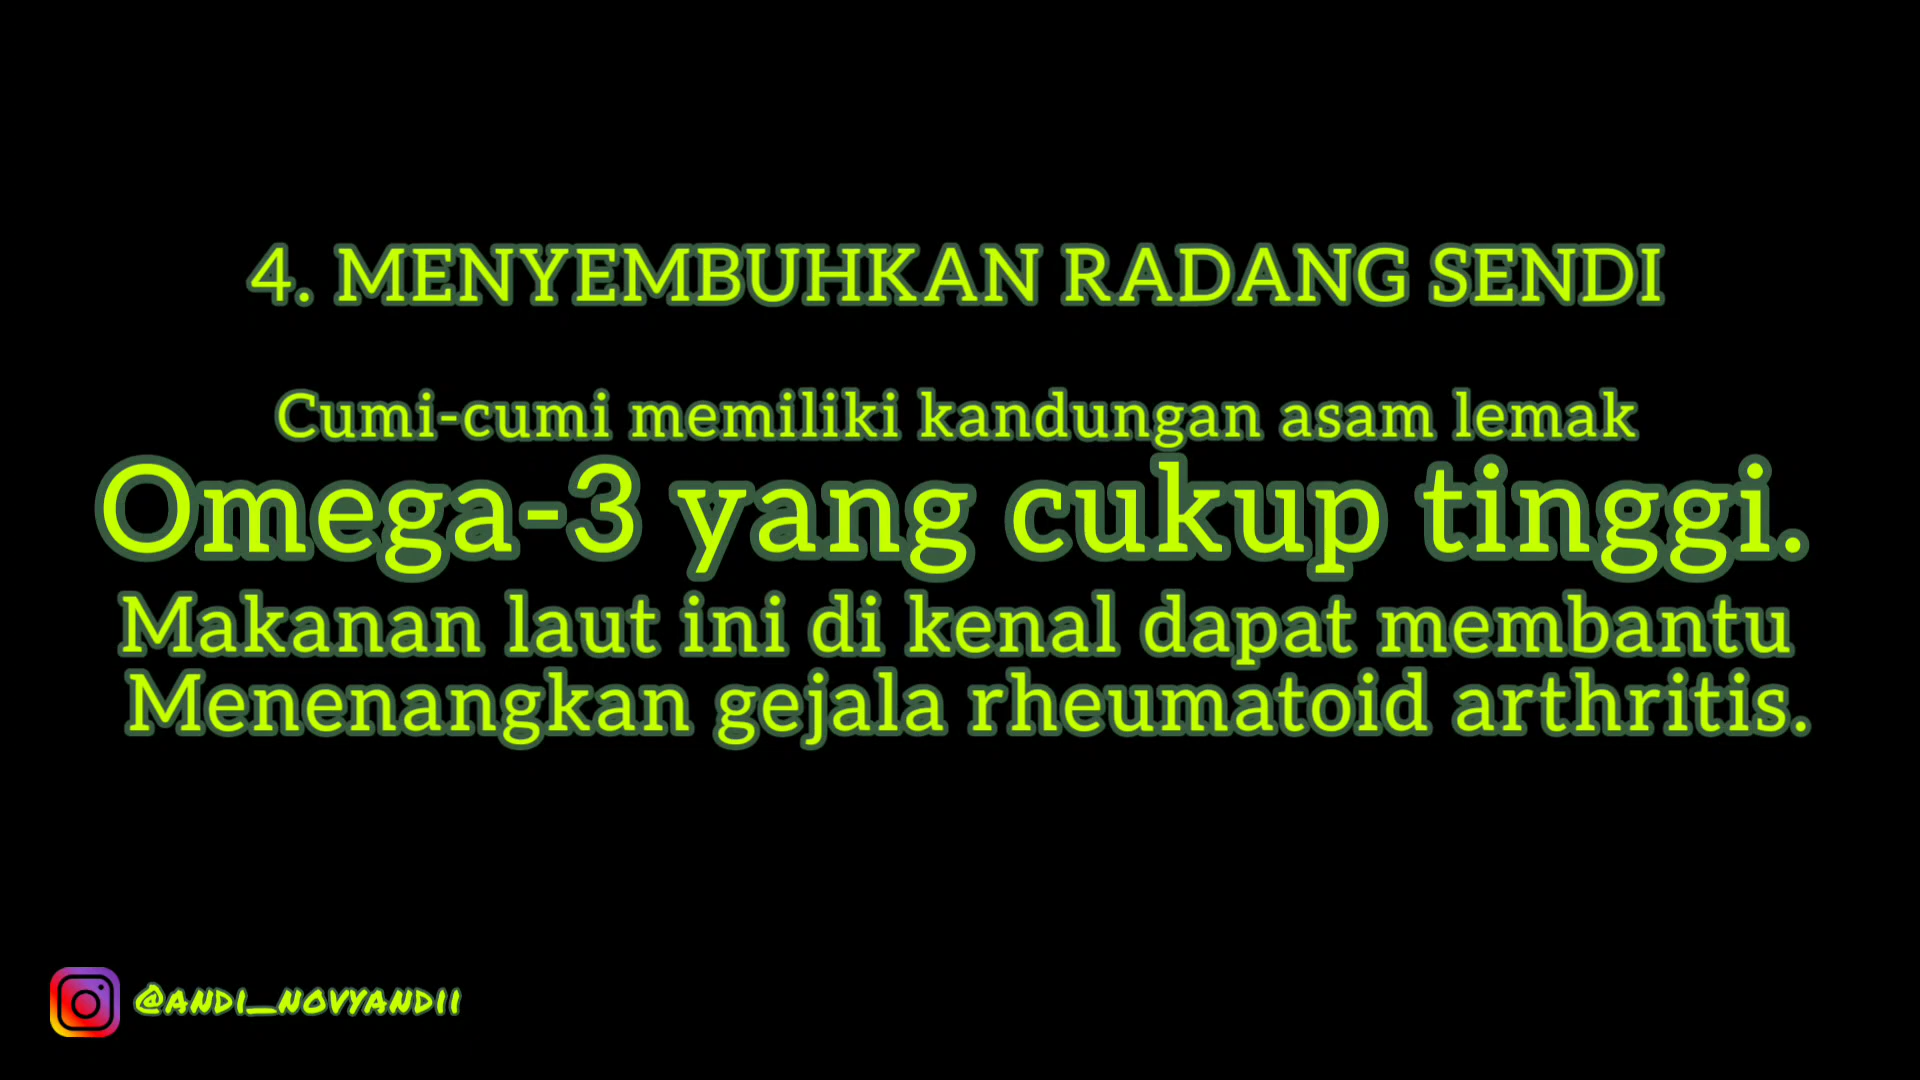 4. MENYEMBUHKAN RADANG SENDI
Cumi-cumi memiliki kandungan asam lemak
Omega-3 yang cukup tinggi.
Makanan laut ini di kenal dapat membantu
Menenangkan gejala rheumatoid arthritis.
@ANDI_NOVYANDII